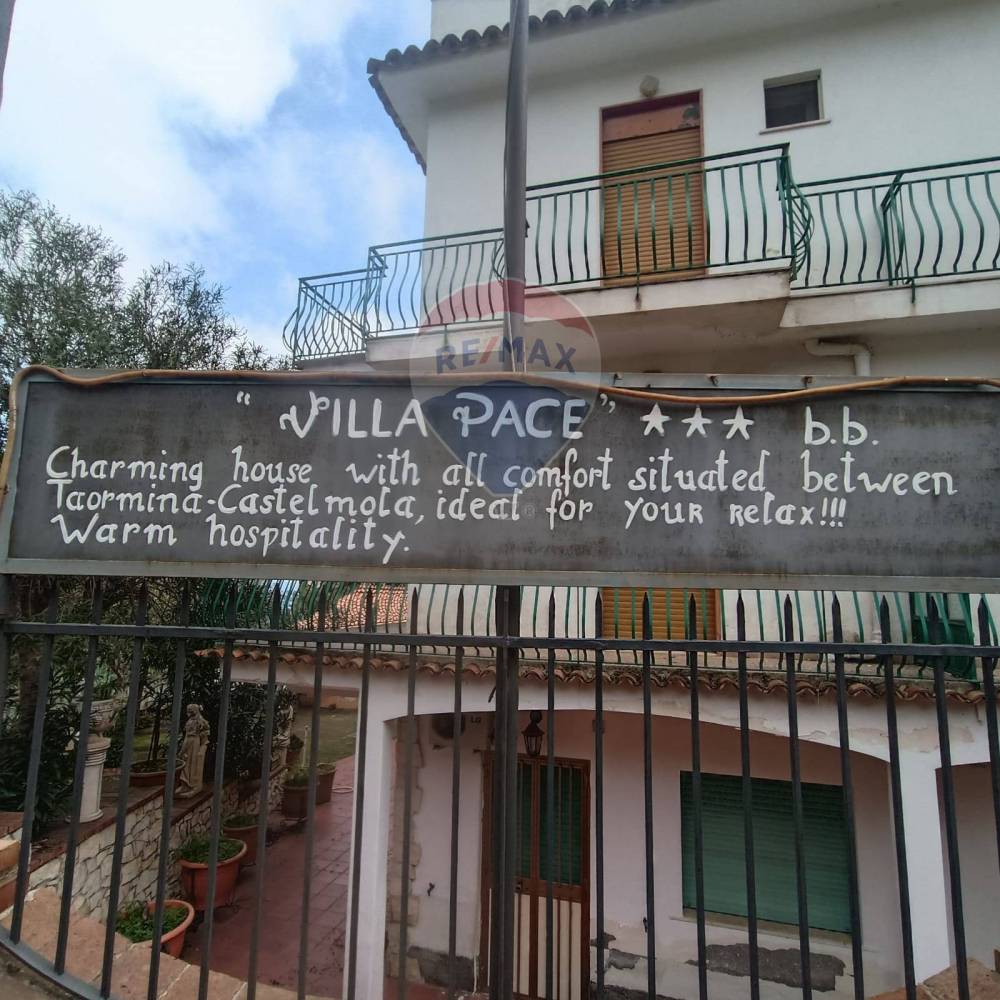 "VILLA PACE" ★★★ b.b.
Charming house with all comfort situated between
Taormina-Castelmola, ideal for your relax!!!
Warm hospitality.
RE/MAX